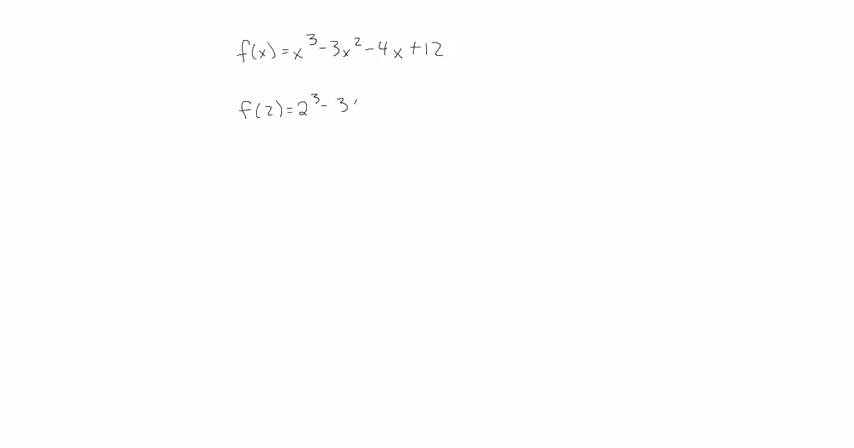 f(x) = x³ - 3x² - 4x + 12
f(2) = 2³ - 3